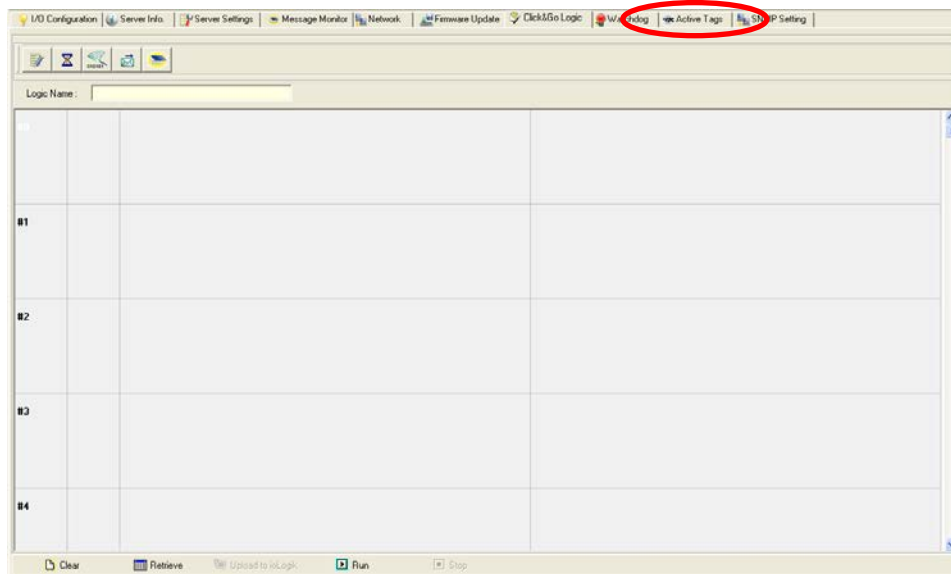 I/O Configuration Server Info. Server Settings Message Monitor Network Firmware Update Click&Go Logic Watchdog Active Tags SNMP Setting
Logic Name :
#0
#1
#2
#3
#4
Clear Retrieve Upload to ioLogik Run Stop